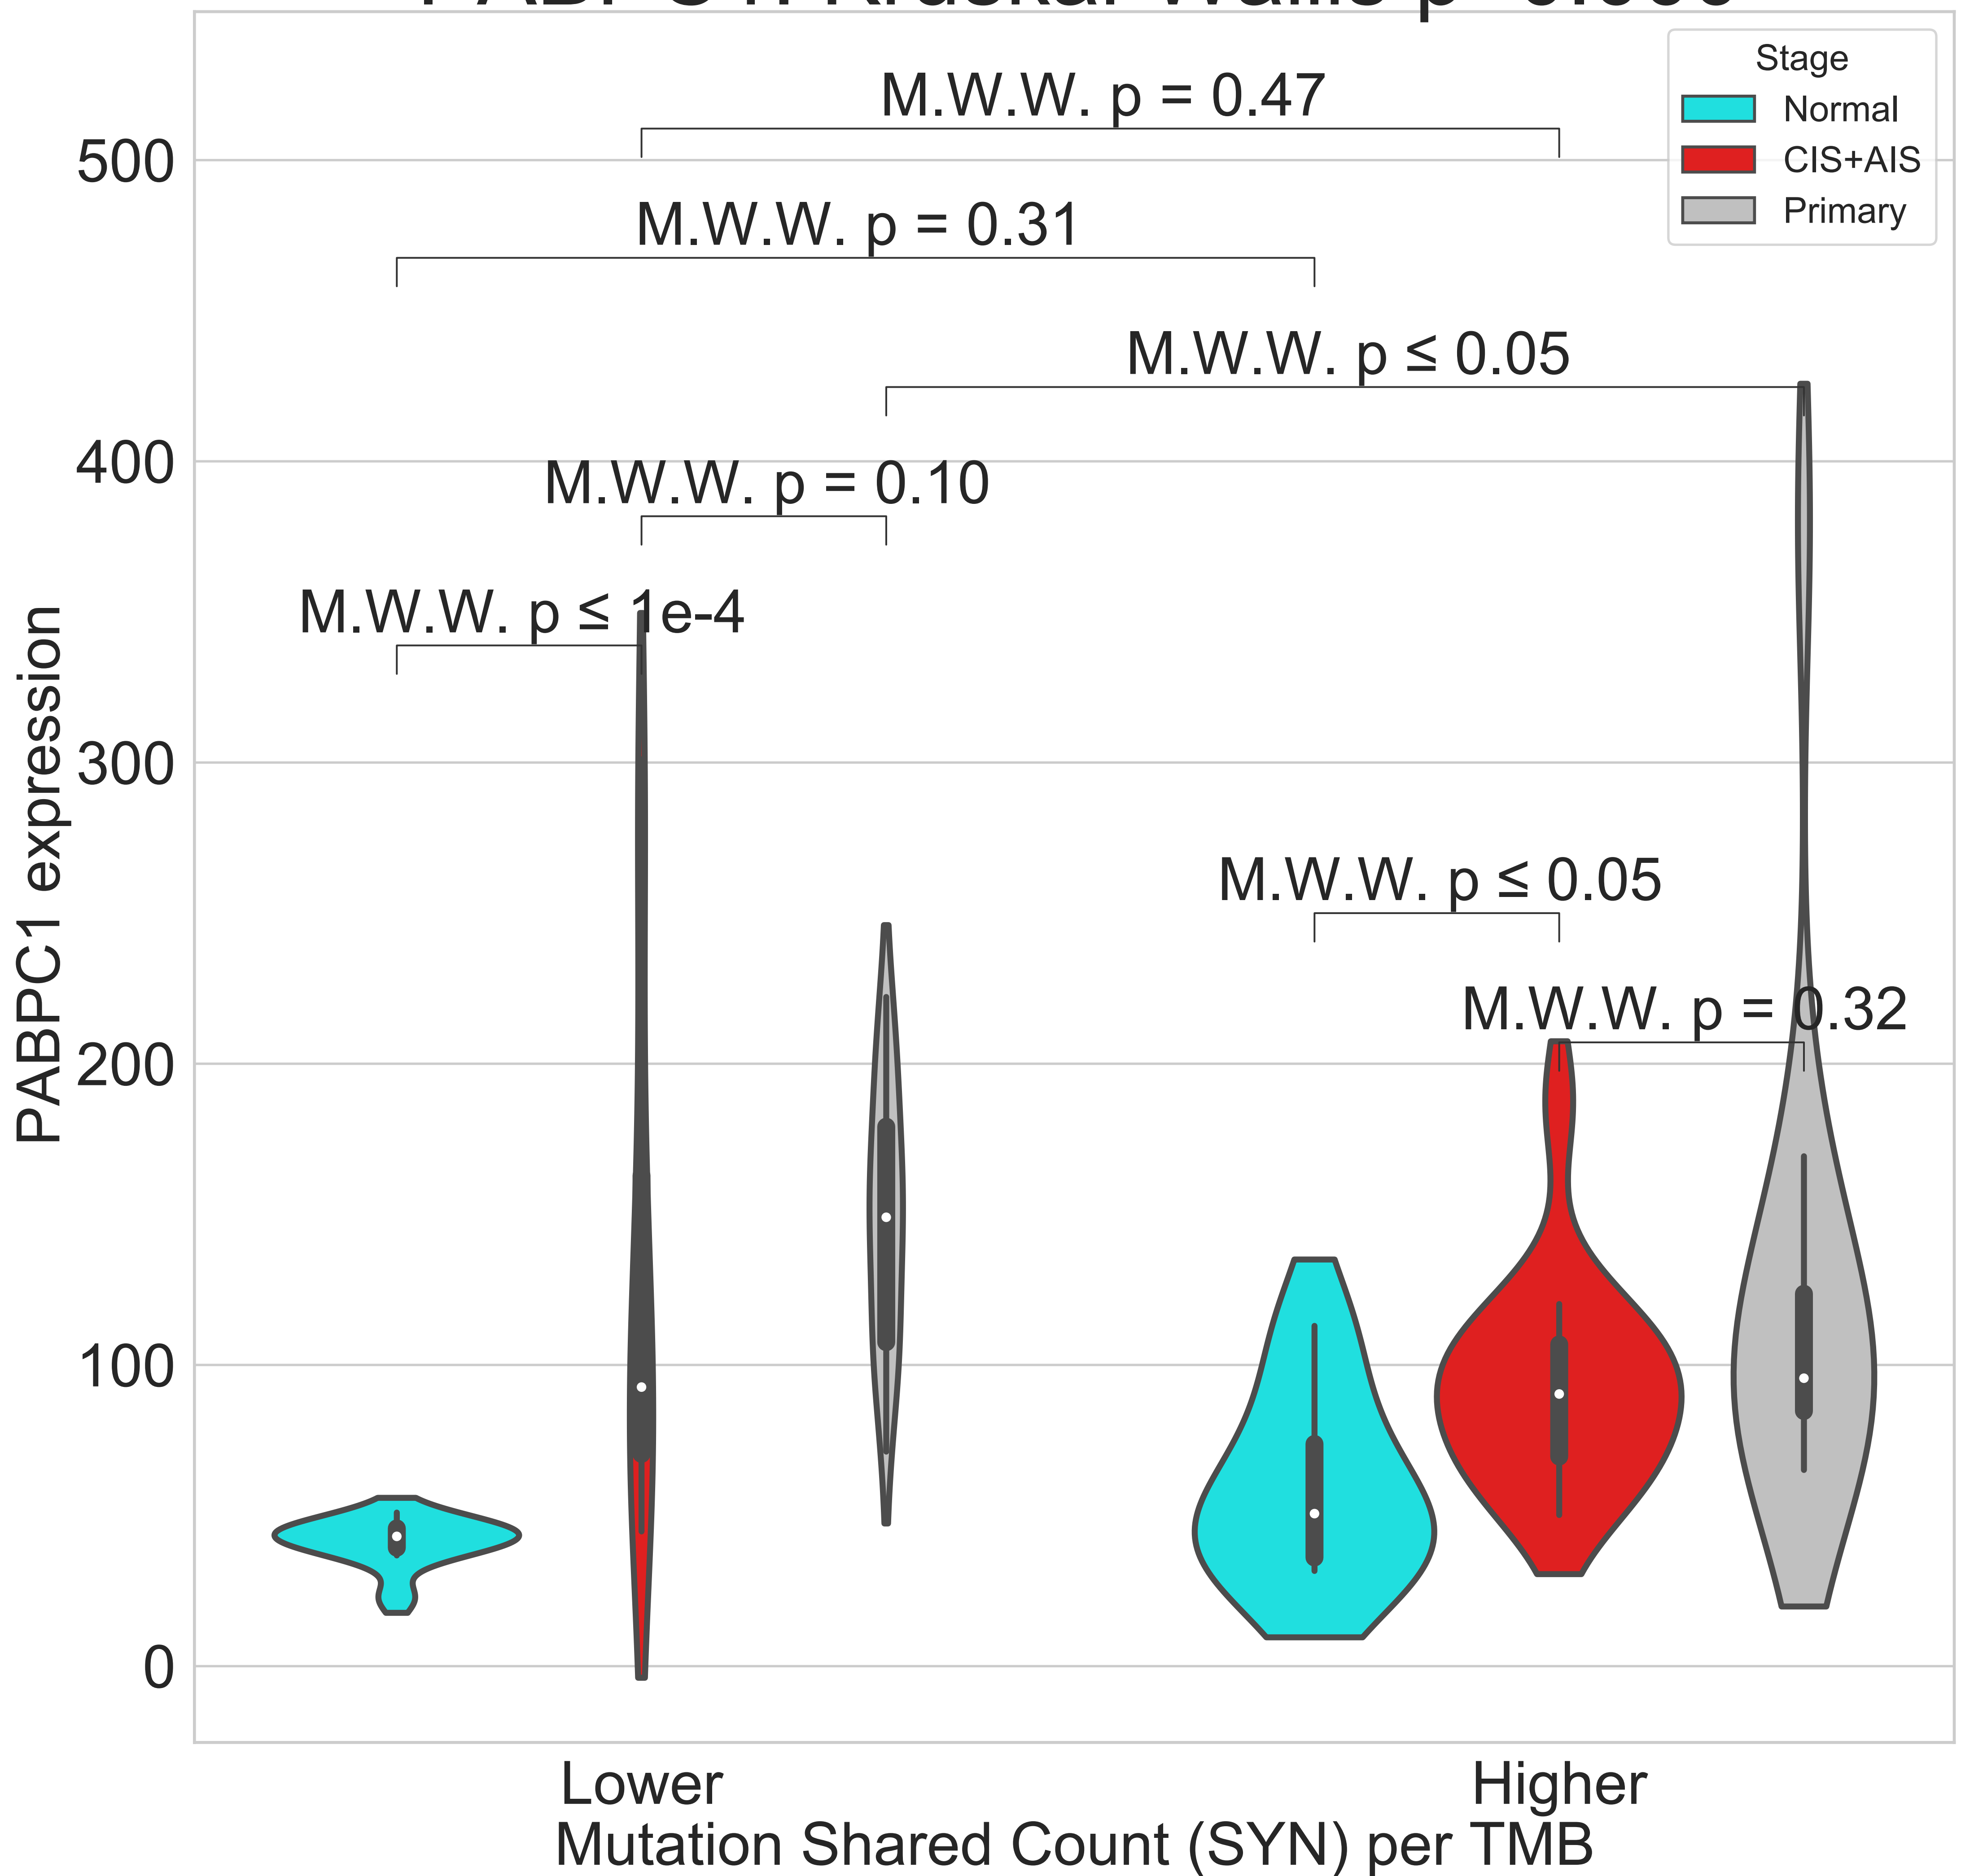 Stage
Normal
CIS+AIS
Primary
M.W.W. p = 0.47
M.W.W. p = 0.31
M.W.W. p ≤ 0.05
M.W.W. p = 0.10
M.W.W. p ≤ 1e-4
M.W.W. p ≤ 0.05
M.W.W. p = 0.32
500
400
300
200
100
0
PABPC1 expression
Lower
Higher
Mutation Shared Count (SYN) per TMB